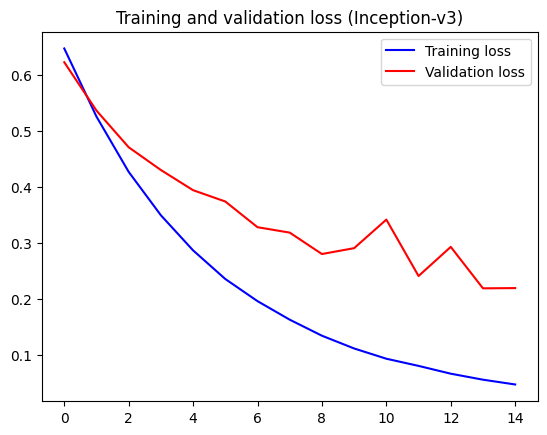 Training and validation loss (Inception-v3)
Training loss
Validation loss
0.6
0.5
0.4
0.3
0.2
0.1
0 2 4 6 8 10 12 14